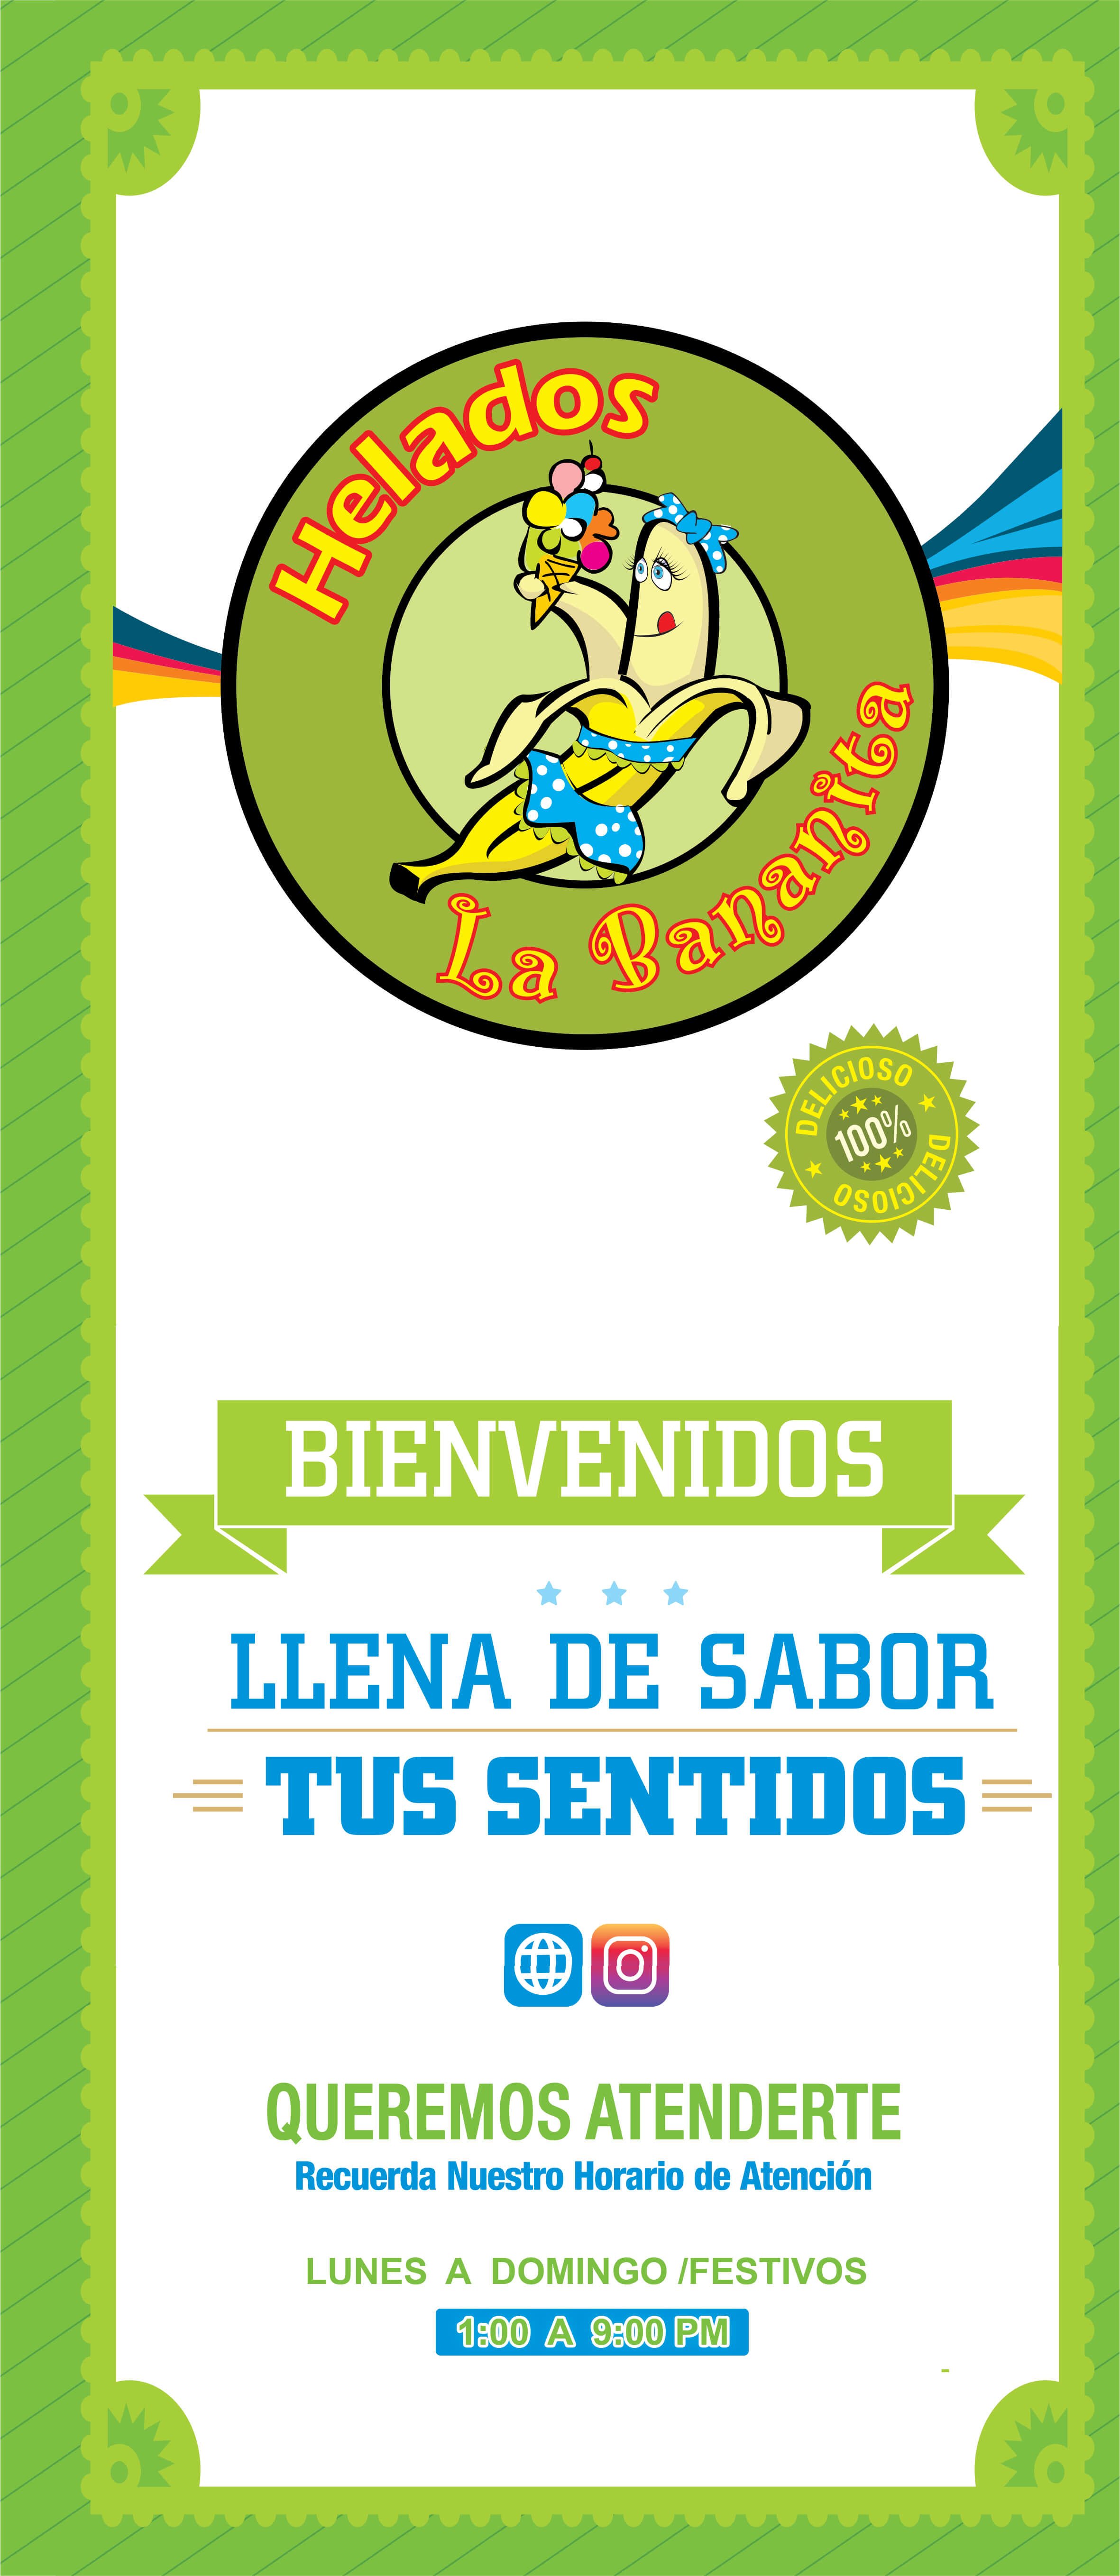 Helados
La Bananita
DELICIOSO
100%
DELICIOSO
BIENVENIDOS
LLENA DE SABOR
TUS SENTIDOS
QUEREMOS ATENDERTE
Recuerda Nuestro Horario de Atención
LUNES A DOMINGO /FESTIVOS
1:00 A 9:00 PM